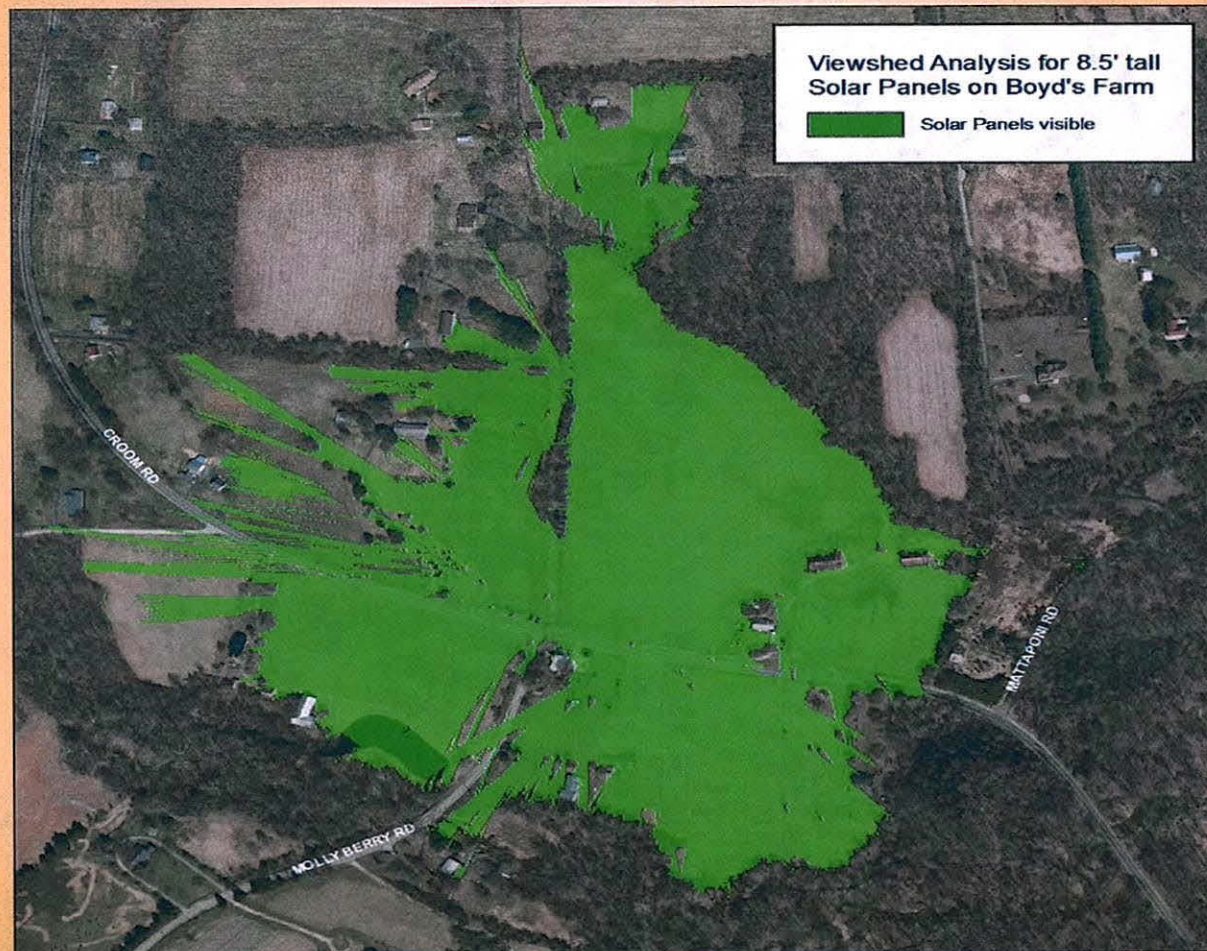 Viewshed Analysis for 8.5' tall
Solar Panels on Boyd's Farm
Solar Panels visible
CROOM RD
MATTAPONI RD
MOLLY BERRY RD